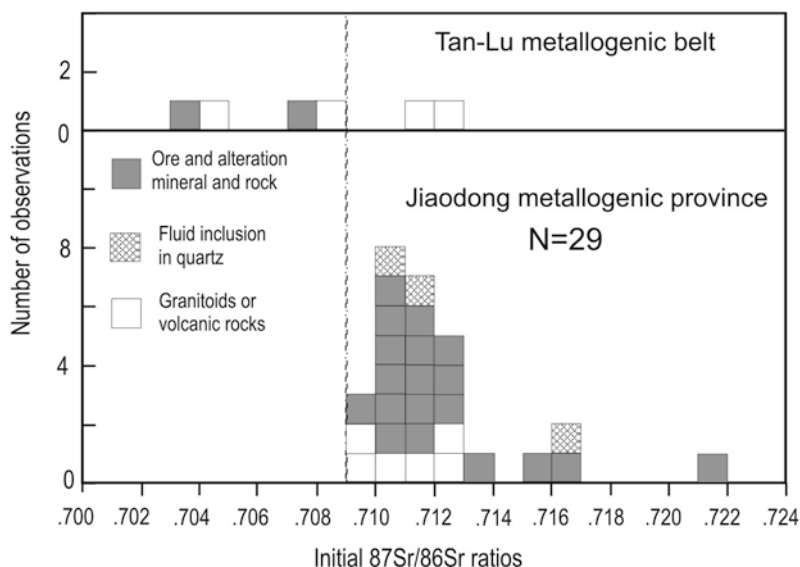 Tan-Lu metallogenic belt
2
0
Ore and alteration
mineral and rock
Jiaodong metallogenic province
N=29
Fluid inclusion
in quartz
Granitoids or
volcanic rocks
8
4
0
Number of observations
.700 .702 .704 .706 .708 .710 .712 .714 .716 .718 .720 .722 .724
Initial 87Sr/86Sr ratios